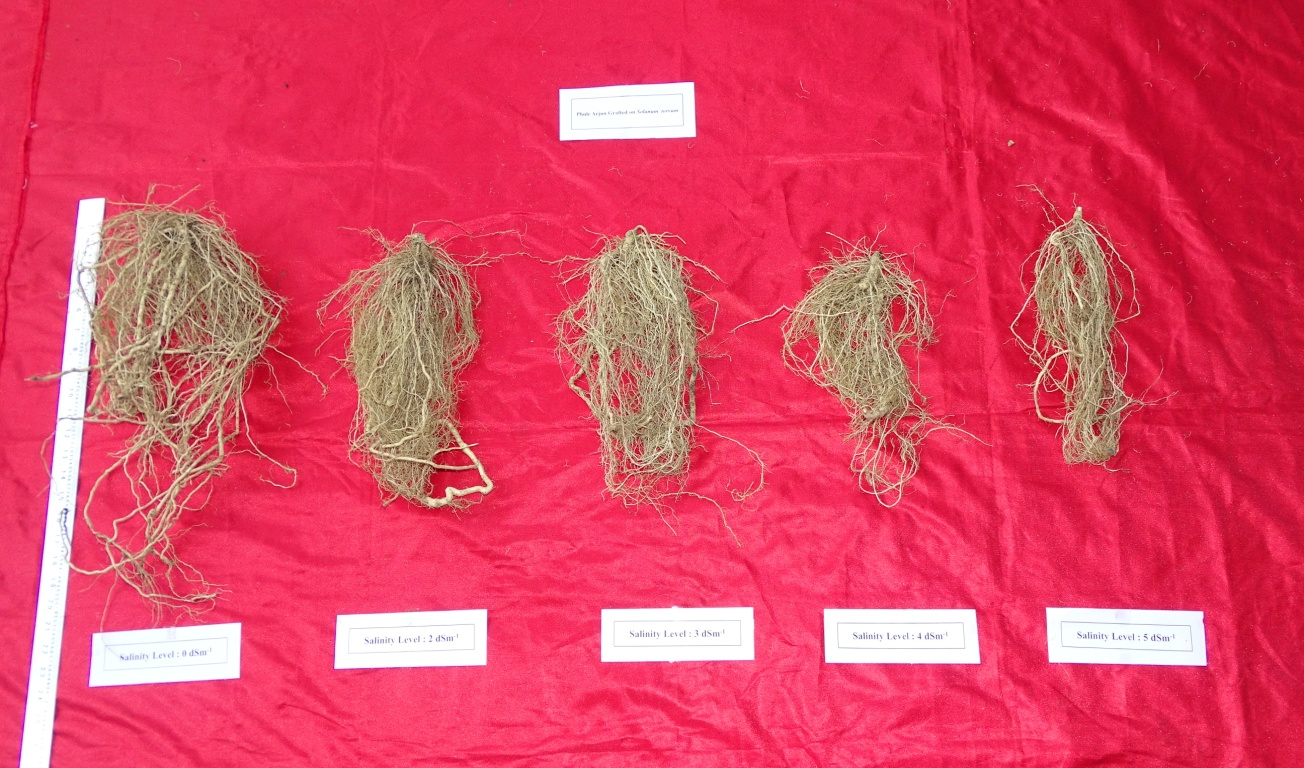 Phule Arjun Grafted on Solanum torvum
Salinity Level : 0 dSm⁻¹
Salinity Level : 2 dSm⁻¹
Salinity Level : 3 dSm⁻¹
Salinity Level : 4 dSm⁻¹
Salinity Level : 5 dSm⁻¹